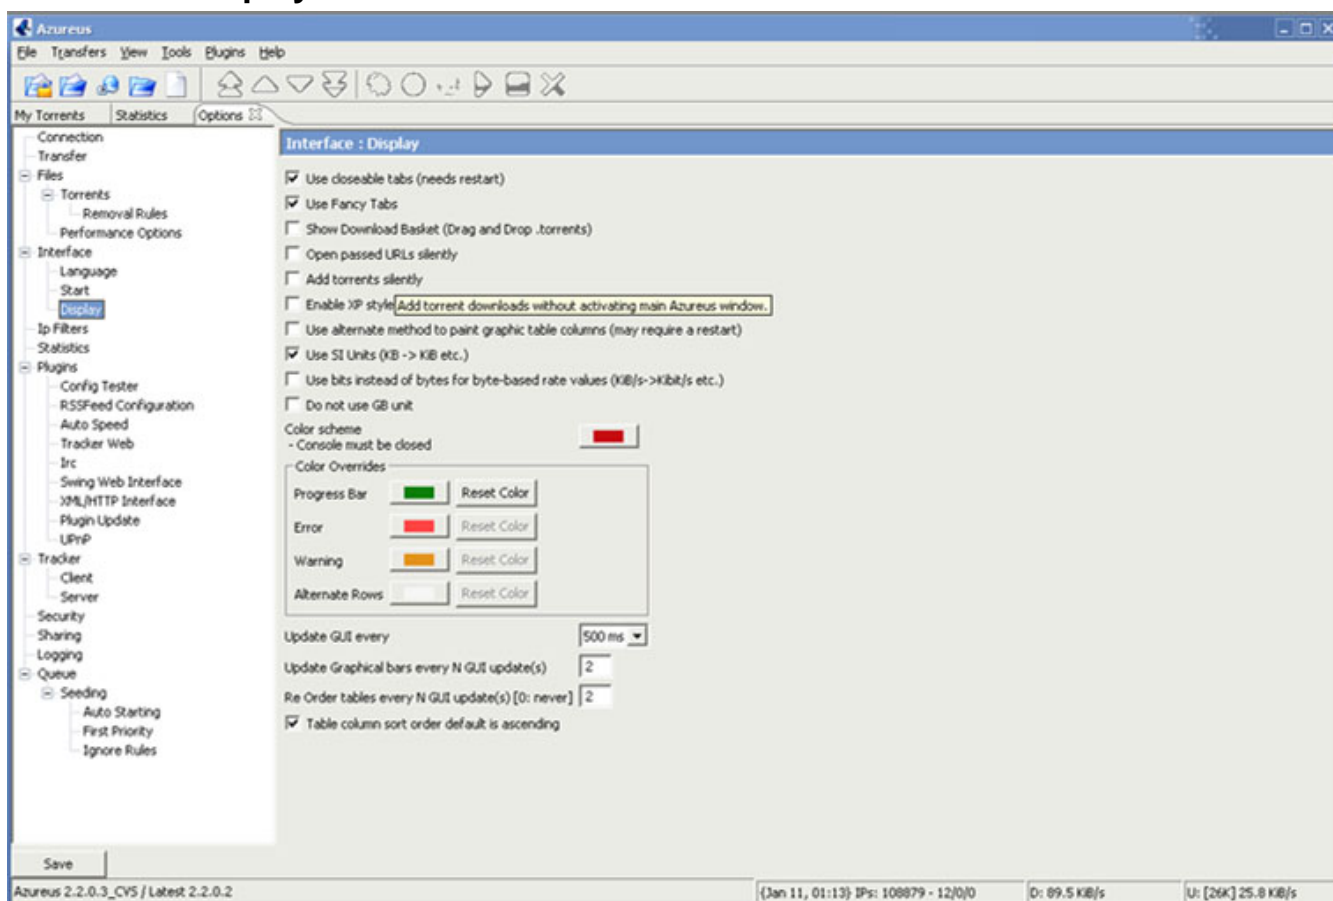 Azureus
File Transfers View Tools Plugins Help
My Torrents Statistics Options
Connection
Transfer
Files
Torrents
Removal Rules
Performance Options
Interface
Language
Start
Display
Ip Filters
Statistics
Plugins
Config Tester
RSSFeed Configuration
Auto Speed
Tracker Web
Irc
Swing Web Interface
XML/HTTP Interface
Plugin Update
UPnP
Tracker
Client
Server
Security
Sharing
Logging
Queue
Seeding
Auto Starting
First Priority
Ignore Rules
Save
Interface : Display
Use closeable tabs (needs restart)
Use Fancy Tabs
Show Download Basket (Drag and Drop .torrents)
Open passed URLs silently
Add torrents silently
Enable XP style
Add torrent downloads without activating main Azureus window.
Use alternate method to paint graphic table columns (may require a restart)
Use SI Units (KB -> KiB etc.)
Use bits instead of bytes for byte-based rate values (KiB/s->Kibit/s etc.)
Do not use GB unit
Color scheme
- Console must be closed
Color Overrides
Progress Bar Reset Color
Error Reset Color
Warning Reset Color
Alternate Rows Reset Color
Update GUI every 500 ms
Update Graphical bars every N GUI update(s) 2
Re Order tables every N GUI update(s) [0: never] 2
Table column sort order default is ascending
Azureus 2.2.0.3_CVS / Latest 2.2.0.2 {Jan 11, 01:13} IPs: 108879 - 12/0/0 D: 89.5 KiB/s U: [26K] 25.8 KiB/s